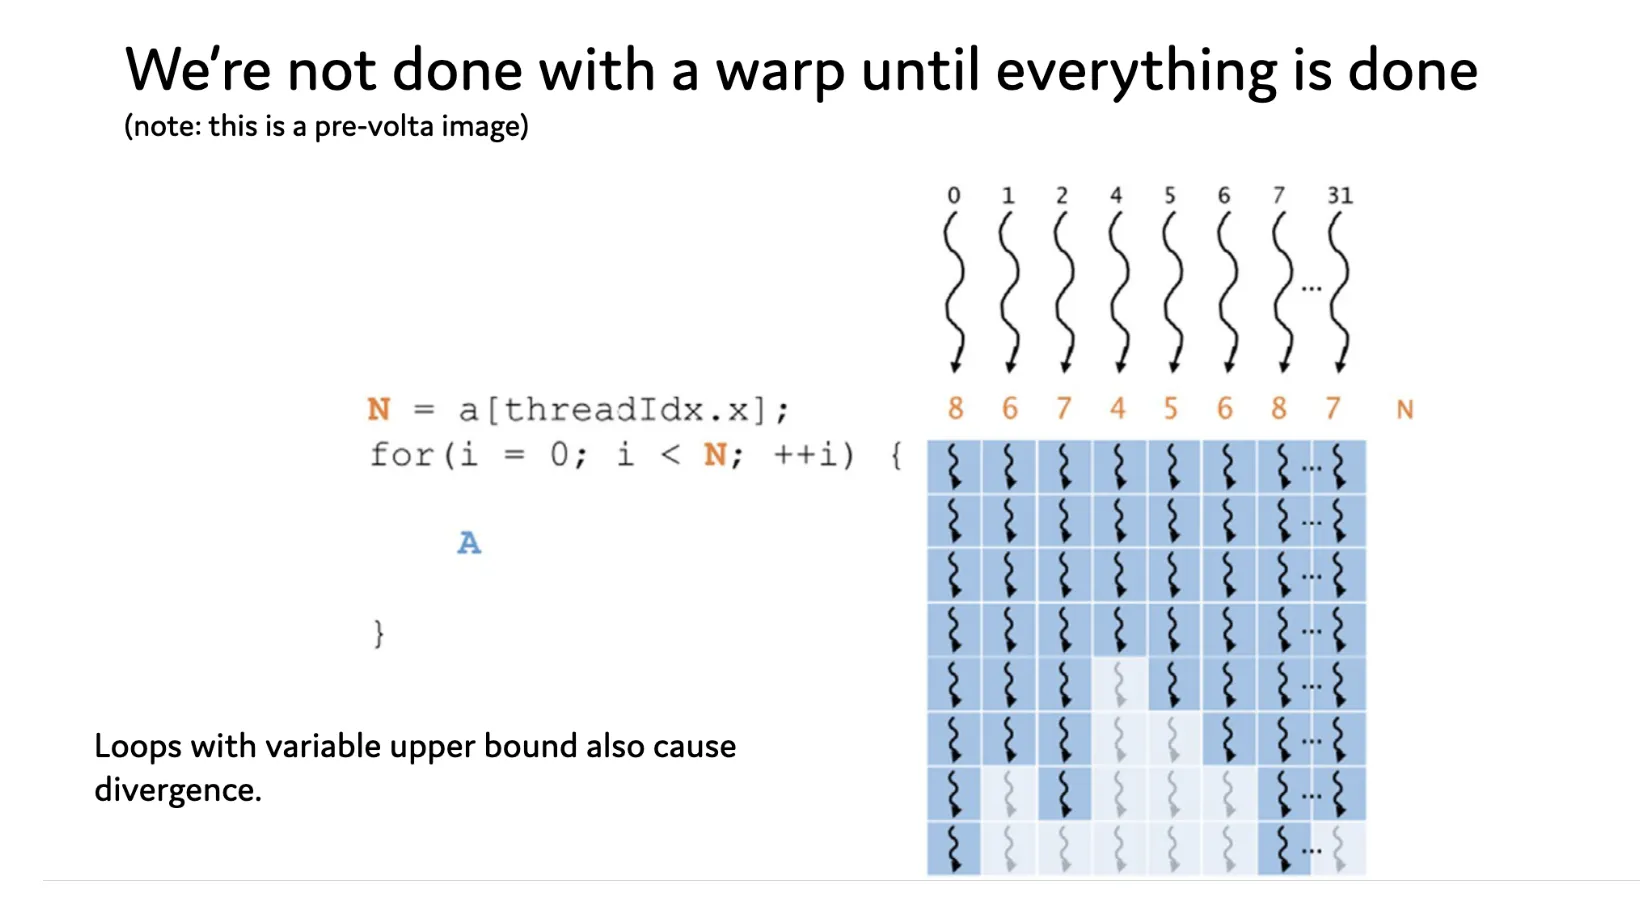 We're not done with a warp until everything is done
(note: this is a pre-volta image)
0 1 2 4 5 6 7 31
...
8 6 7 4 5 6 8 7 N
N = a[threadIdx.x];
for(i = 0; i < N; ++i) {
A
}
...
...
...
...
...
...
...
...
Loops with variable upper bound also cause
divergence.